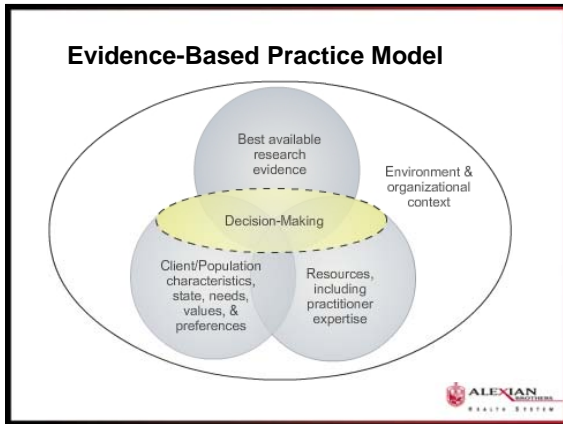 Evidence-Based Practice Model
Best available
research
evidence
Environment &
organizational
context
Decision-Making
Client/Population
characteristics,
state, needs,
values, &
preferences
Resources,
including
practitioner
expertise
ALEXIAN
BROTHERS
HEALTH SYSTEM